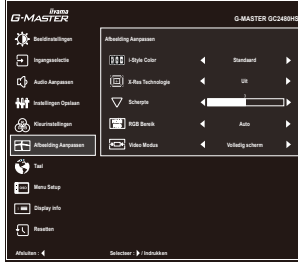 iiyama
G-MASTER
G-MASTER GC2480HS
Beeldinstellingen
Ingangsselectie
Audio Aanpassen
Instellingen Opslaan
Kleurinstellingen
Afbeelding Aanpassen
Taal
Menu Setup
Display info
Resetten
Afbeelding Aanpassen
i-Style Color
Standaard
X-Res Technologie
Uit
Scherpte
RGB Bereik
Auto
Video Modus
Volledig scherm
Afsluiten :
Selecteer : / Indrukken